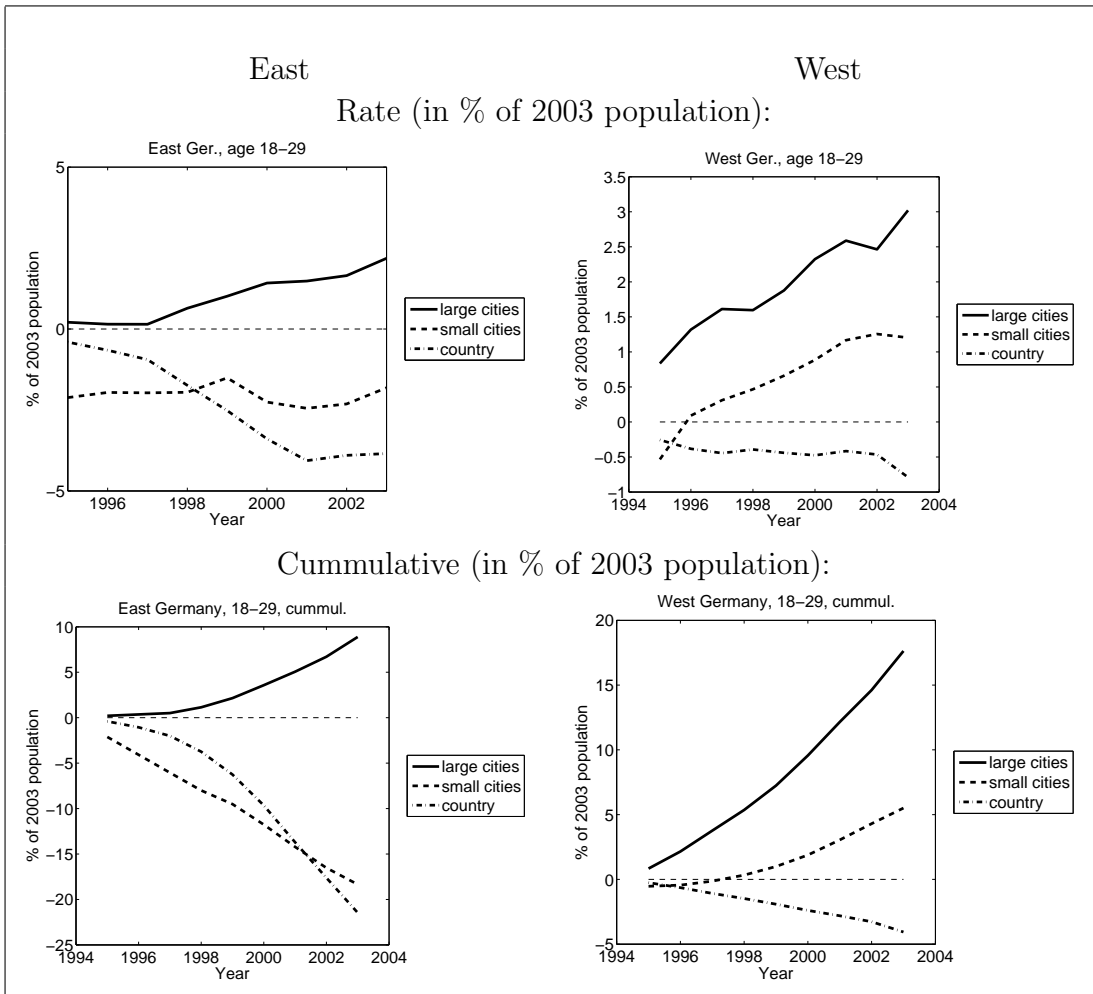 East West
Rate (in % of 2003 population):
East Ger., age 18−29
5
0
−5
1996 1998 2000 2002
Year
% of 2003 population
large cities
small cities
country
West Ger., age 18−29
3.5
3
2.5
2
1.5
1
0.5
0
−0.5
−1
1994 1996 1998 2000 2002 2004
Year
% of 2003 population
large cities
small cities
country
Cummulative (in % of 2003 population):
East Germany, 18−29, cummul.
10
5
0
−5
−10
−15
−20
−25
1994 1996 1998 2000 2002 2004
Year
% of 2003 population
large cities
small cities
country
West Germany, 18−29, cummul.
20
15
10
5
0
−5
1994 1996 1998 2000 2002 2004
Year
% of 2003 population
large cities
small cities
country